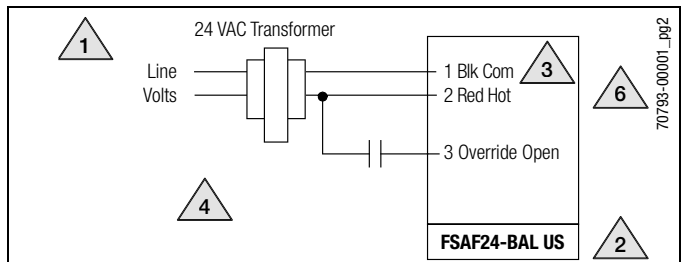 1
24 VAC Transformer
Line
Volts
1 Blk Com
2 Red Hot
3
3 Override Open
4
FSAF24-BAL US
6
2
70793-00001_pg2